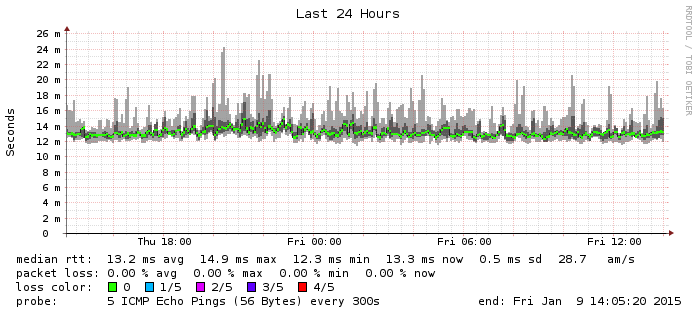 Last 24 Hours
RRDTOOL / TOBI OETIKER
Seconds
26 m
24 m
22 m
20 m
18 m
16 m
14 m
12 m
10 m
8 m
6 m
4 m
2 m
0
Thu 18:00 Fri 00:00 Fri 06:00 Fri 12:00
median rtt: 13.2 ms avg 14.9 ms max 12.3 ms min 13.3 ms now 0.5 ms sd 28.7 am/s
packet loss: 0.00 % avg 0.00 % max 0.00 % min 0.00 % now
loss color: 0 1/5 2/5 3/5 4/5
probe: 5 ICMP Echo Pings (56 Bytes) every 300s end: Fri Jan 9 14:05:20 2015